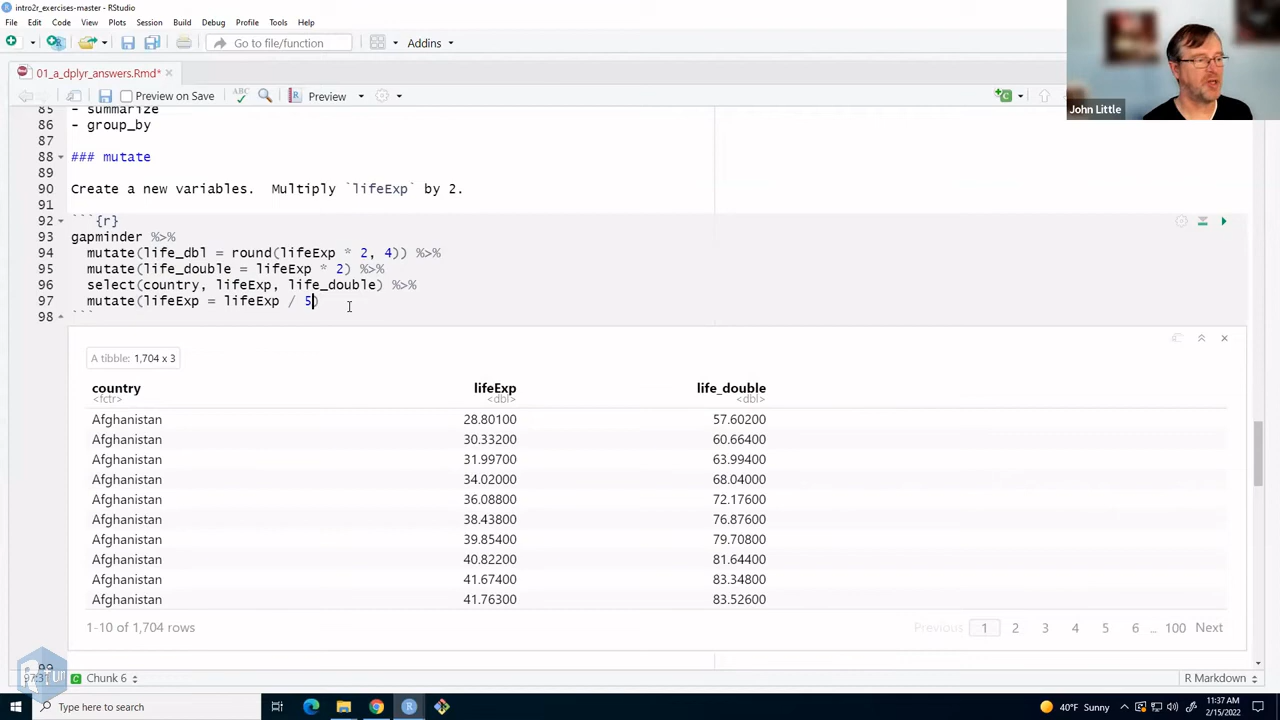 intro2r_exercises-master - RStudio
File Edit Code View Plots Session Build Debug Profile Tools Help
Go to file/function Addins
01_a_dplyr_answers.Rmd*
Preview on Save ABC Preview
John Little
85 - summarize
86 - group_by
87
88 ### mutate
89
90 Create a new variables.  Multiply `lifeExp` by 2.
91
92 ```{r}
93 gapminder %>%
94   mutate(life_dbl = round(lifeExp * 2, 4)) %>%
95   mutate(life_double = lifeExp * 2) %>%
96   select(country, lifeExp, life_double) %>%
97   mutate(lifeExp = lifeExp / 5)
98 ```
A tibble: 1,704 x 3
country lifeExp life_double
<fctr> <dbl> <dbl>
Afghanistan 28.80100 57.60200
Afghanistan 30.33200 60.66400
Afghanistan 31.99700 63.99400
Afghanistan 34.02000 68.04000
Afghanistan 36.08800 72.17600
Afghanistan 38.43800 76.87600
Afghanistan 39.85400 79.70800
Afghanistan 40.82200 81.64400
Afghanistan 41.67400 83.34800
Afghanistan 41.76300 83.52600
1-10 of 1,704 rows Previous 1 2 3 4 5 6 .. 100 Next
99
97:31 Chunk 6 R Markdown
Type here to search 40°F Sunny 11:37 AM
2/15/2022